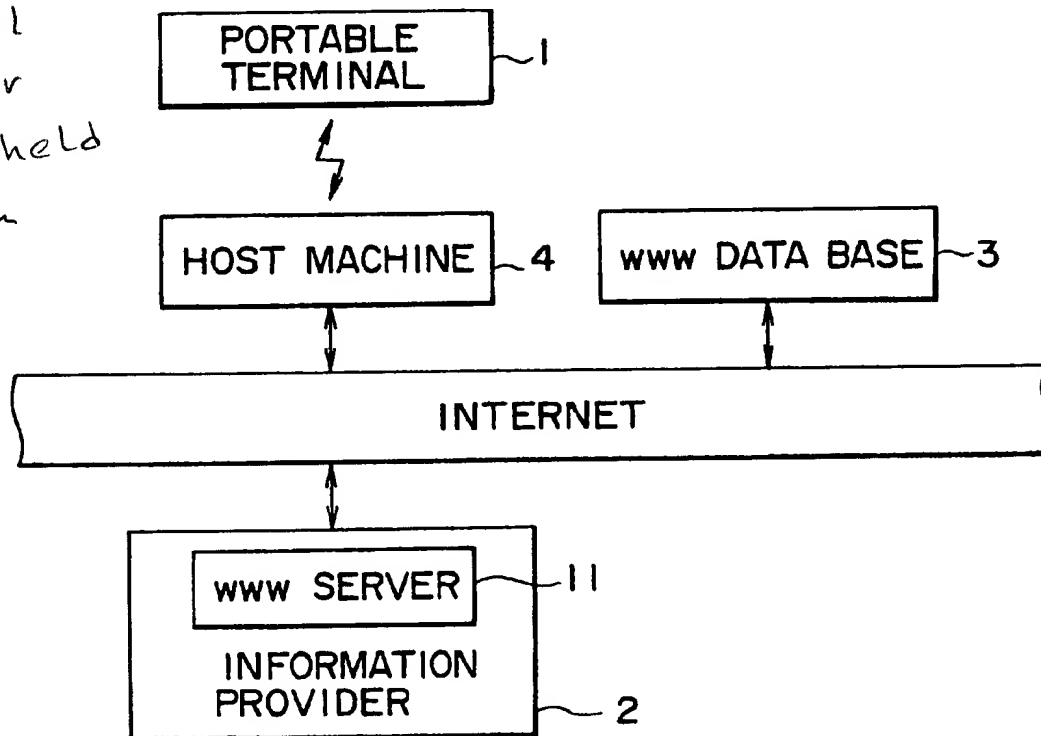 PORTABLE
TERMINAL
1
held
HOST MACHINE
4
WWW DATA BASE
3
INTERNET
WWW SERVER
11
INFORMATION
PROVIDER
2